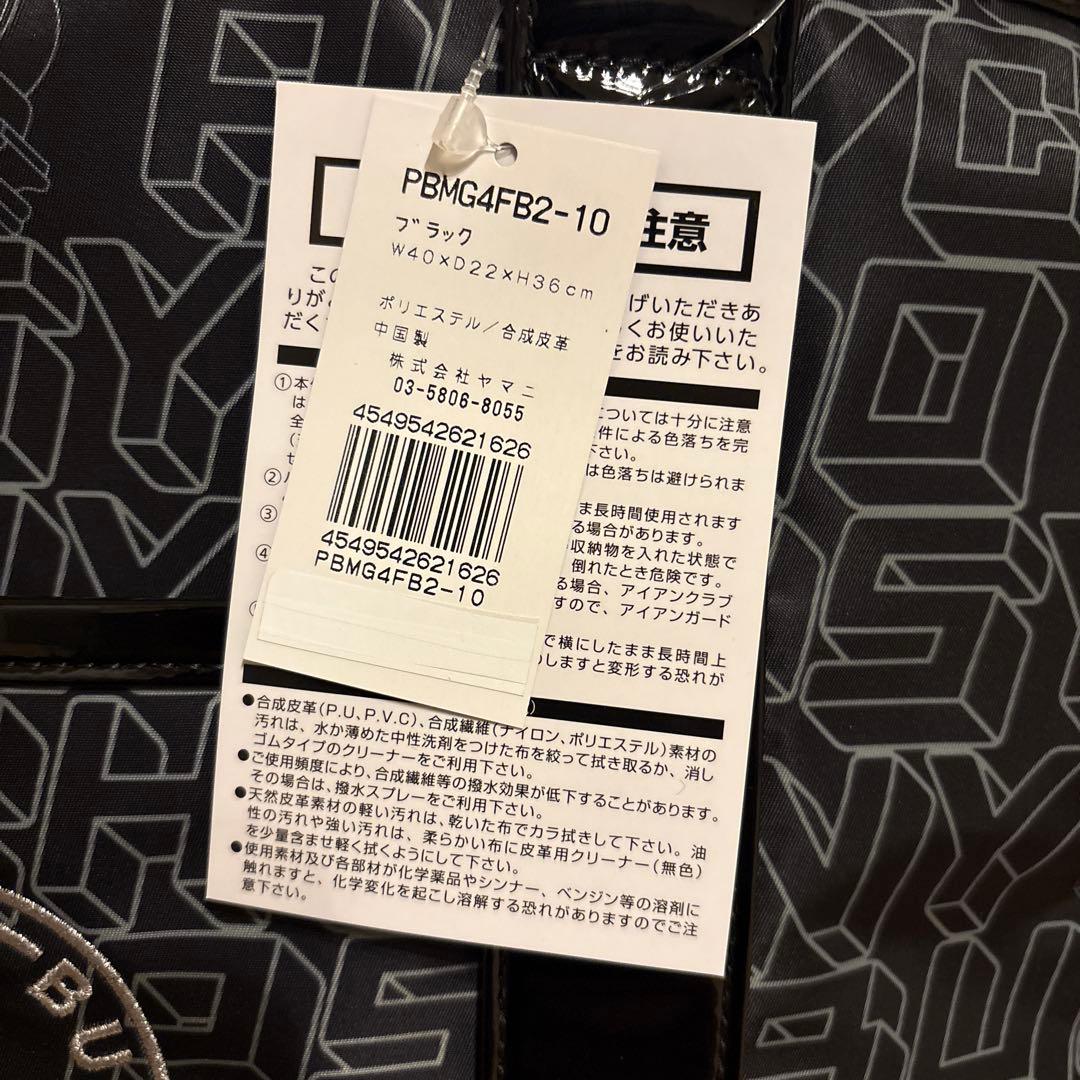 PBMG4FB2-10
ブラック
W40×D22×H36cm
ポリエステル／合成皮革
中国製
株式会社ヤマニ
03-5806-8055
4549542621626
4549542621626
PBMG4FB2-10
注意
この
げいただきあ
りが
くお使いいた
だく
をお読み下さい。
①本
については十分に注意
は
件による色落ちを完
全
下さい。
②
は色落ちは避けられま
せ
③
ま長時間使用されます
る場合があります。
④
収納物を入れた状態で
倒れたとき危険です。
る場合、アイアンクラブ
すので、アイアンガード
で横にしたまま長時間上
しますと変形する恐れが
●合成皮革(P.U、P.V.C)、合成繊維(ナイロン、ポリエステル)素材の
汚れは、水か薄めた中性洗剤をつけた布を絞って拭き取るか、消し
ゴムタイプのクリーナーをご利用下さい。
●ご使用頻度により、合成繊維等の撥水効果が低下することがあります。
その場合は、撥水スプレーをご利用下さい。
●天然皮革素材の軽い汚れは、乾いた布でカラ拭きして下さい。油
性の汚れや強い汚れは、柔らかい布に皮革用クリーナー(無色)
を少量含ませ軽く拭くようにして下さい。
●使用素材及び各部材が化学薬品やシンナー、ベンジン等の溶剤に
触れますと、化学変化を起こし溶解する恐れがありますのでご注
意下さい。
BU